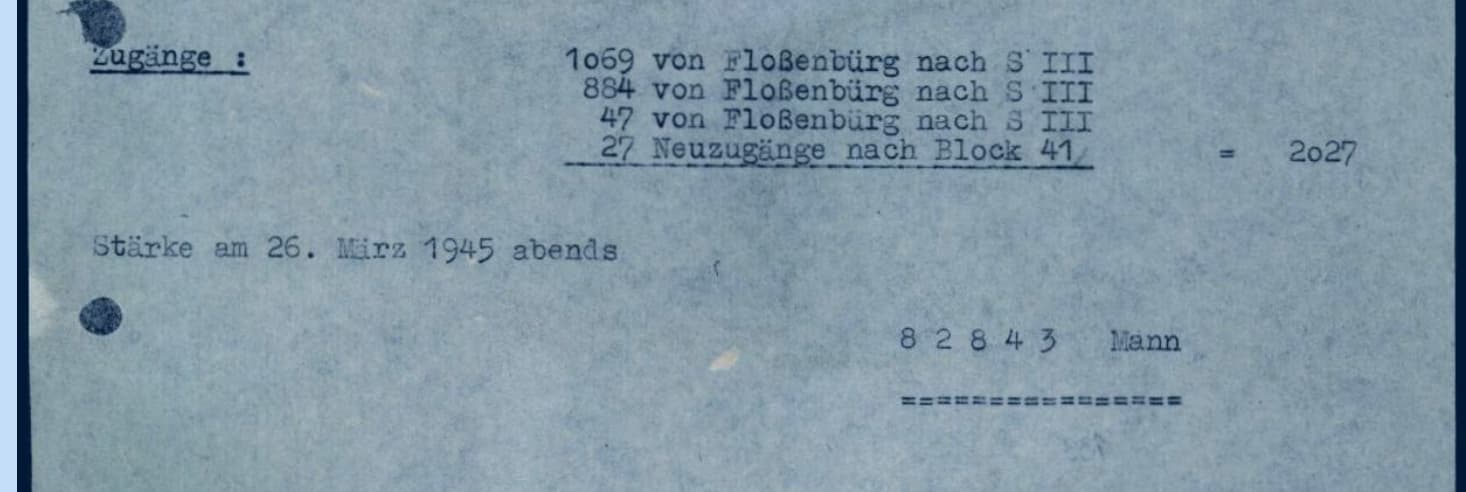 Zugänge : 1o69 von Floßenbürg nach S III
884 von Floßenbürg nach S III
47 von Floßenbürg nach S III
27 Neuzugänge nach Block 41 = 2o27
Stärke am 26. März 1945 abends
8 2 8 4 3 Mann
================